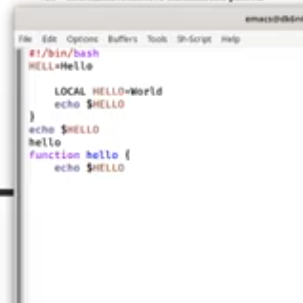 emacs@dk6n
File Edit Options Buffers Tools Sh-Script Help
#!/bin/bash
HELL=Hello
LOCAL HELLO=World
echo $HELLO
}
echo $HELLO
hello
function hello {
echo $HELLO